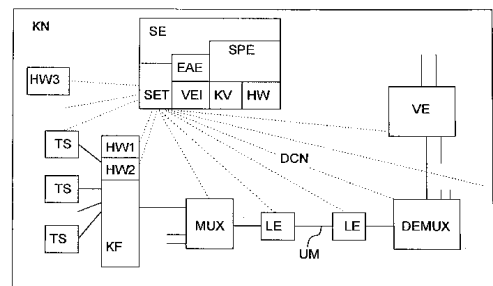 KN
SE
SPE
EAE
HW3
SET VEI KV HW
VE
TS
HW1
HW2
DCN
TS
TS
KF
MUX
LE
LE
DEMUX
UM